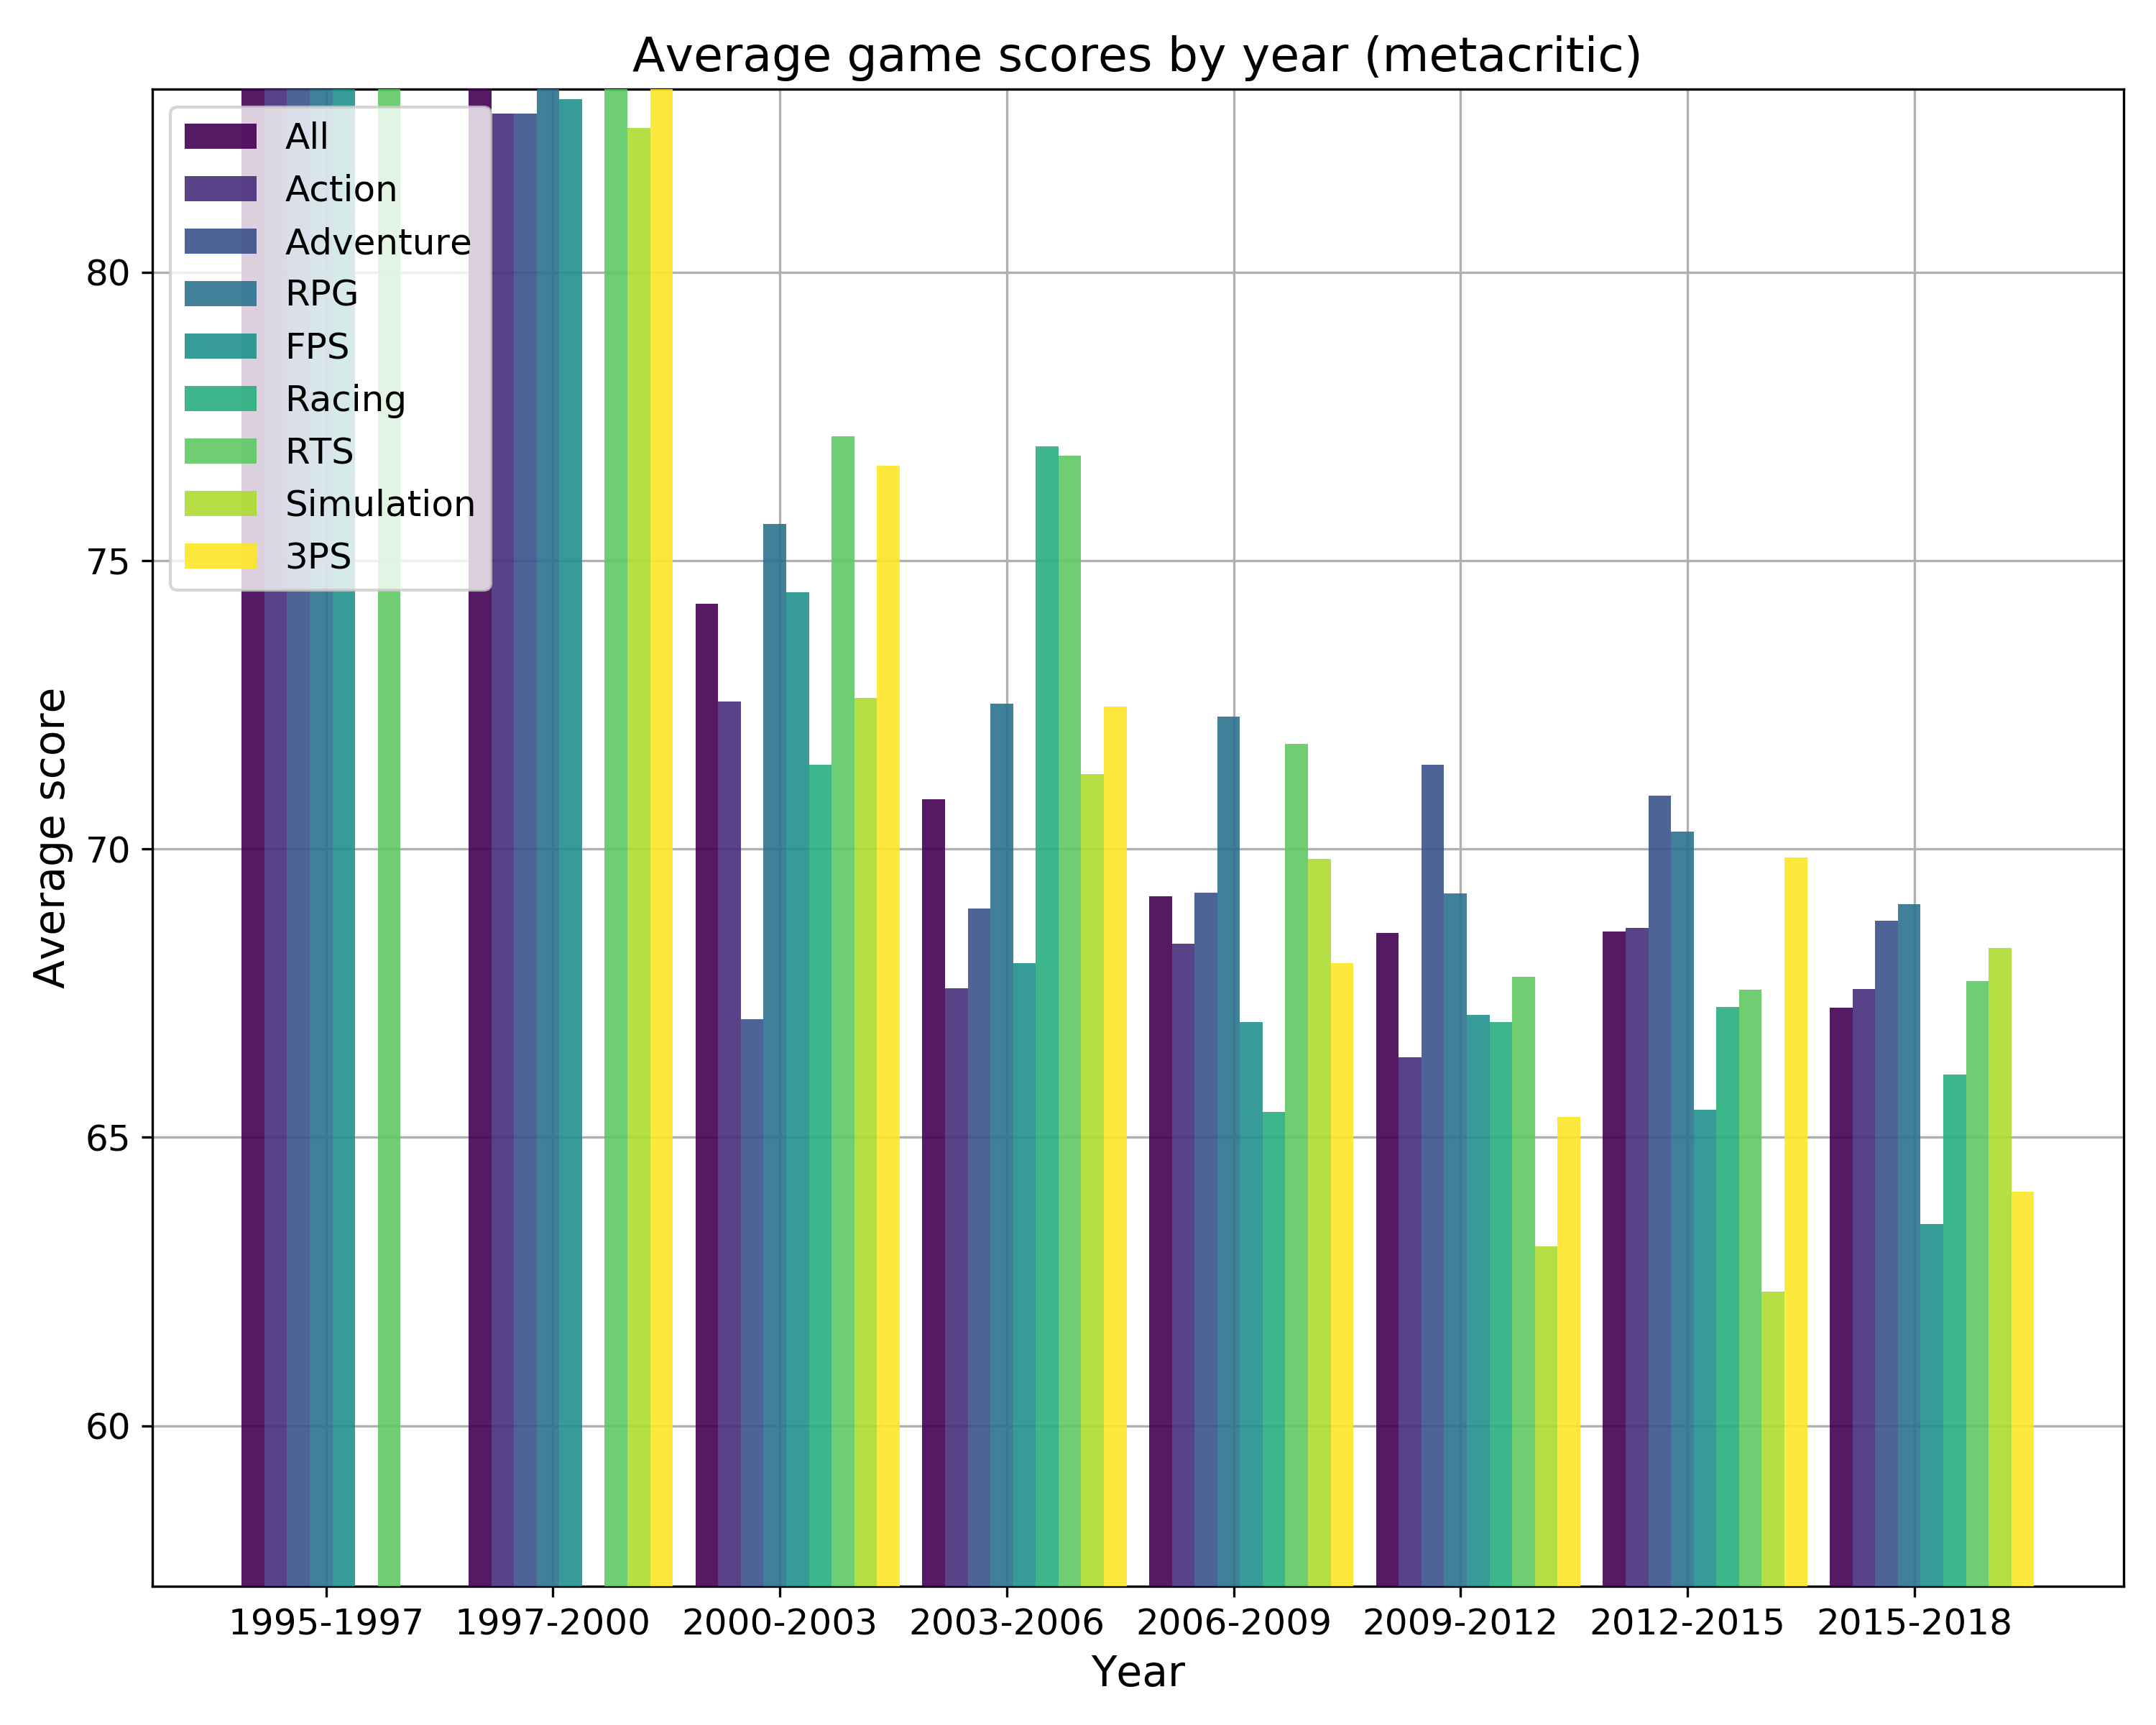 Average game scores by year (metacritic)
All
Action
Adventure
RPG
FPS
Racing
RTS
Simulation
3PS
80
75
70
65
60
Average score
1995-1997 1997-2000 2000-2003 2003-2006 2006-2009 2009-2012 2012-2015 2015-2018
Year